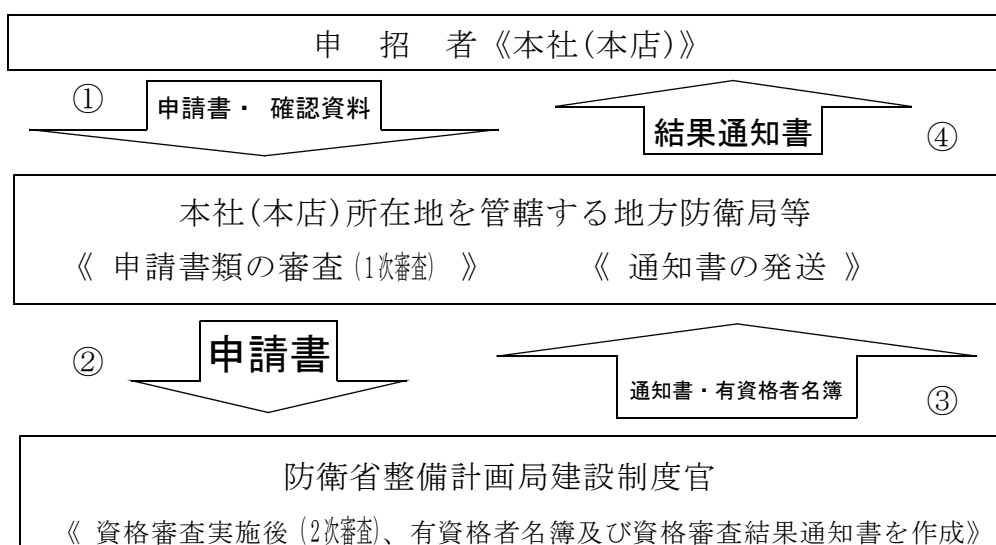 申 招 者《本社(本店)》
① 申請書・ 確認資料
結果通知書 ④
本社(本店)所在地を管轄する地方防衛局等
《 申請書類の審査(1次審査) 》 《 通知書の発送 》
② 申請書
通知書・有資格者名簿 ③
防衛省整備計画局建設制度官
《 資格審査実施後(2次審査)、有資格者名簿及び資格審査結果通知書を作成》